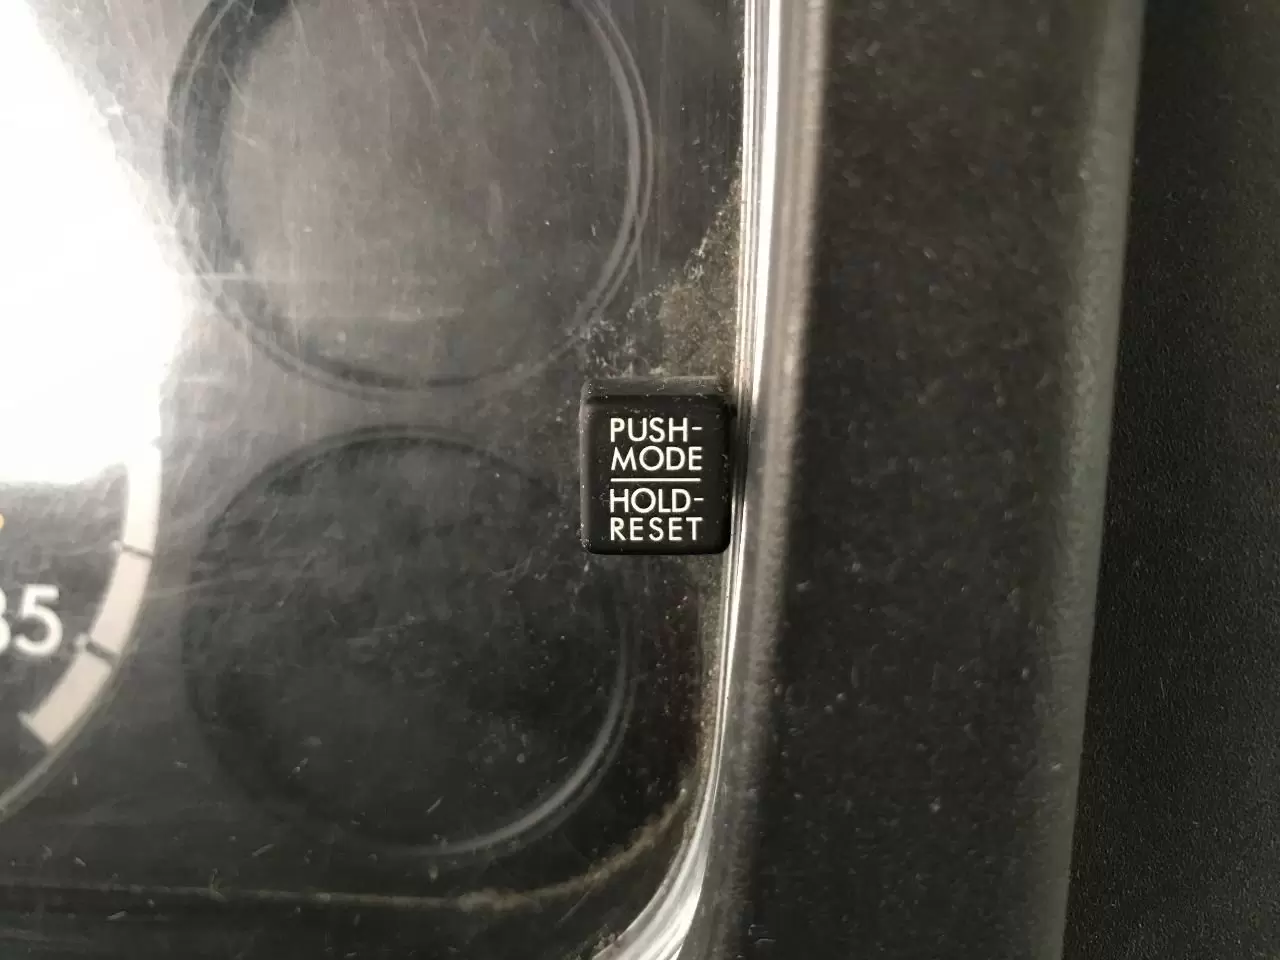 PUSH-
MODE
HOLD-
RESET